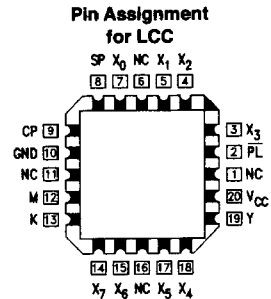 Pin Assignment
for LCC
SP X0 NC X1 X2
8 7 6 5 4
CP 9
3 X3
GND 10
2 P̅L̅
NC 11
1 NC
M 12
20 VCC
K 13
19 Y
14 15 16 17 18
X7 X6 NC X5 X4